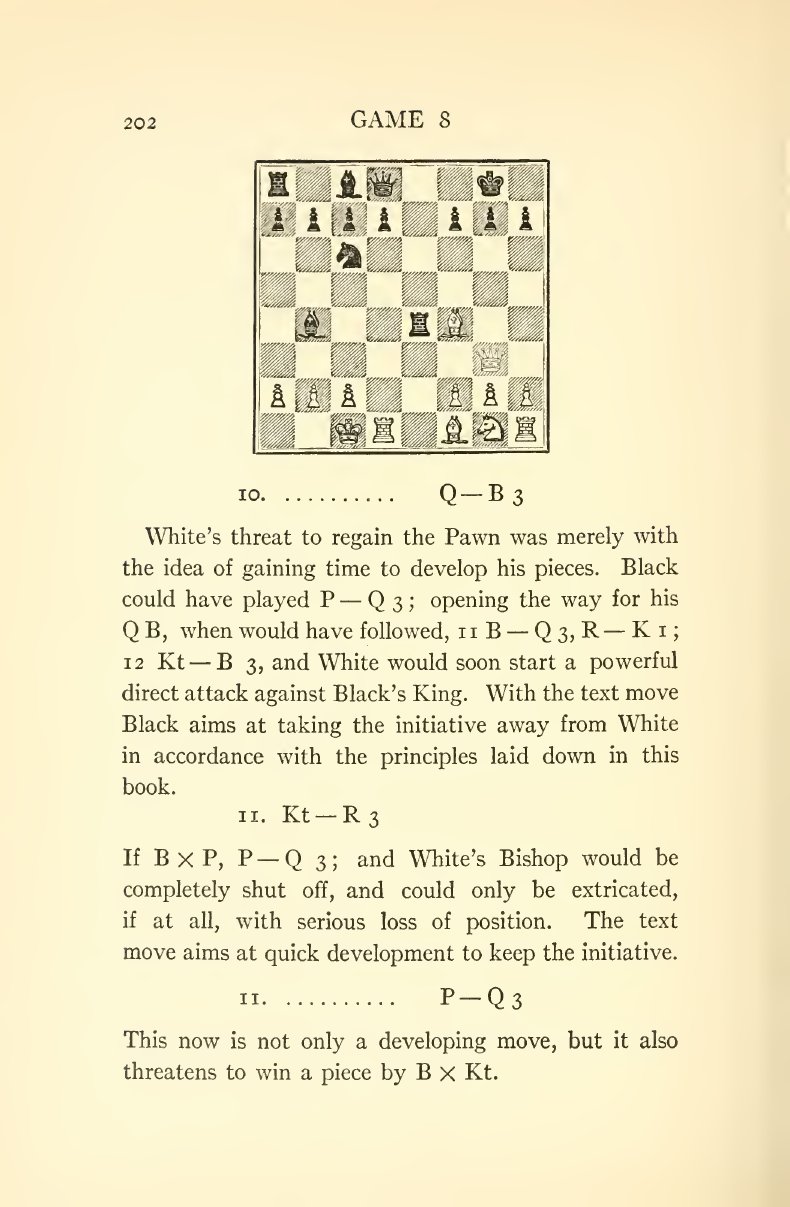 202
GAME 8
10. .......... Q—B 3
White's threat to regain the Pawn was merely with
the idea of gaining time to develop his pieces. Black
could have played P—Q 3; opening the way for his
Q B, when would have followed, 11 B—Q 3, R—K 1;
12 Kt—B 3, and White would soon start a powerful
direct attack against Black's King. With the text move
Black aims at taking the initiative away from White
in accordance with the principles laid down in this
book.
11. Kt—R 3
If B × P, P—Q 3; and White's Bishop would be
completely shut off, and could only be extricated,
if at all, with serious loss of position. The text
move aims at quick development to keep the initiative.
11. .......... P—Q 3
This now is not only a developing move, but it also
threatens to win a piece by B × Kt.